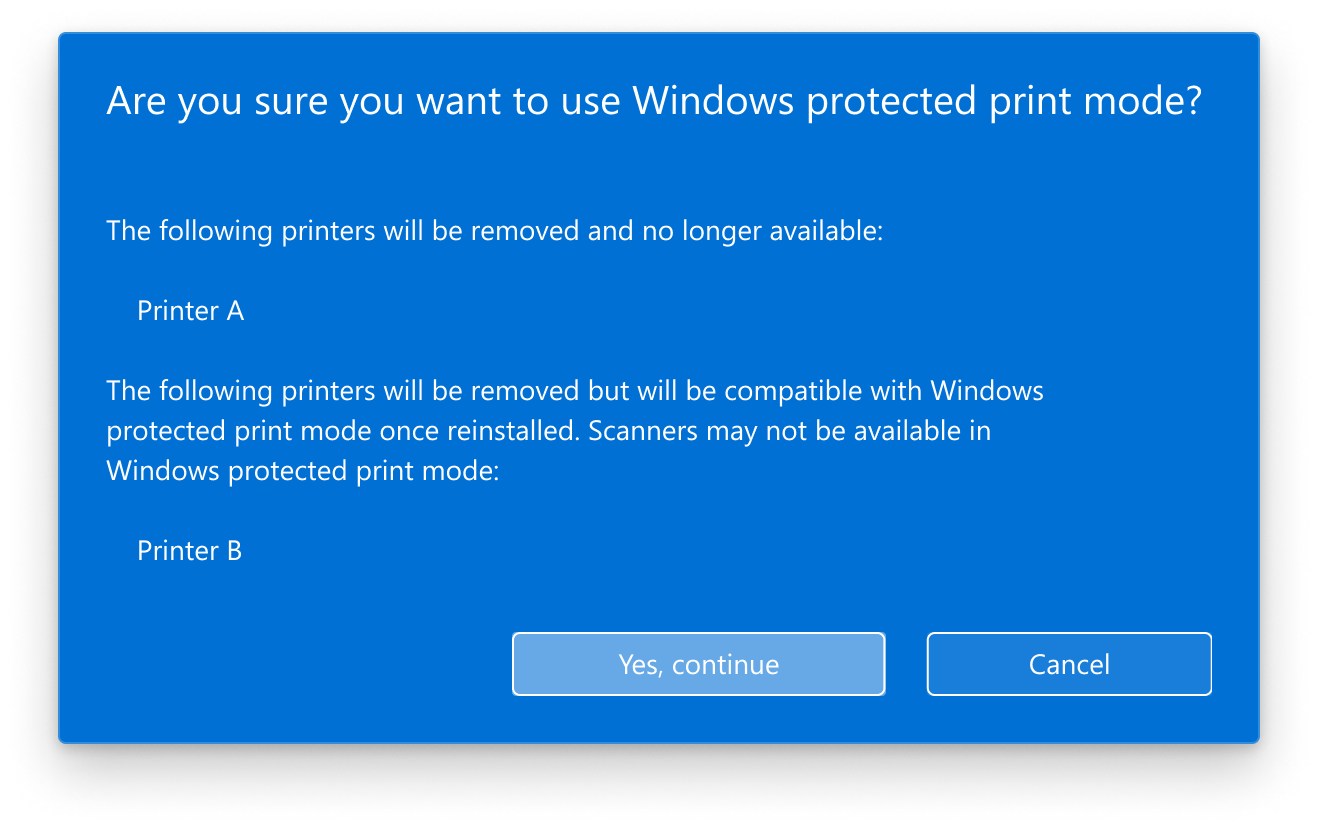 Are you sure you want to use Windows protected print mode?
The following printers will be removed and no longer available:
Printer A
The following printers will be removed but will be compatible with Windows
protected print mode once reinstalled. Scanners may not be available in
Windows protected print mode:
Printer B
Yes, continue
Cancel